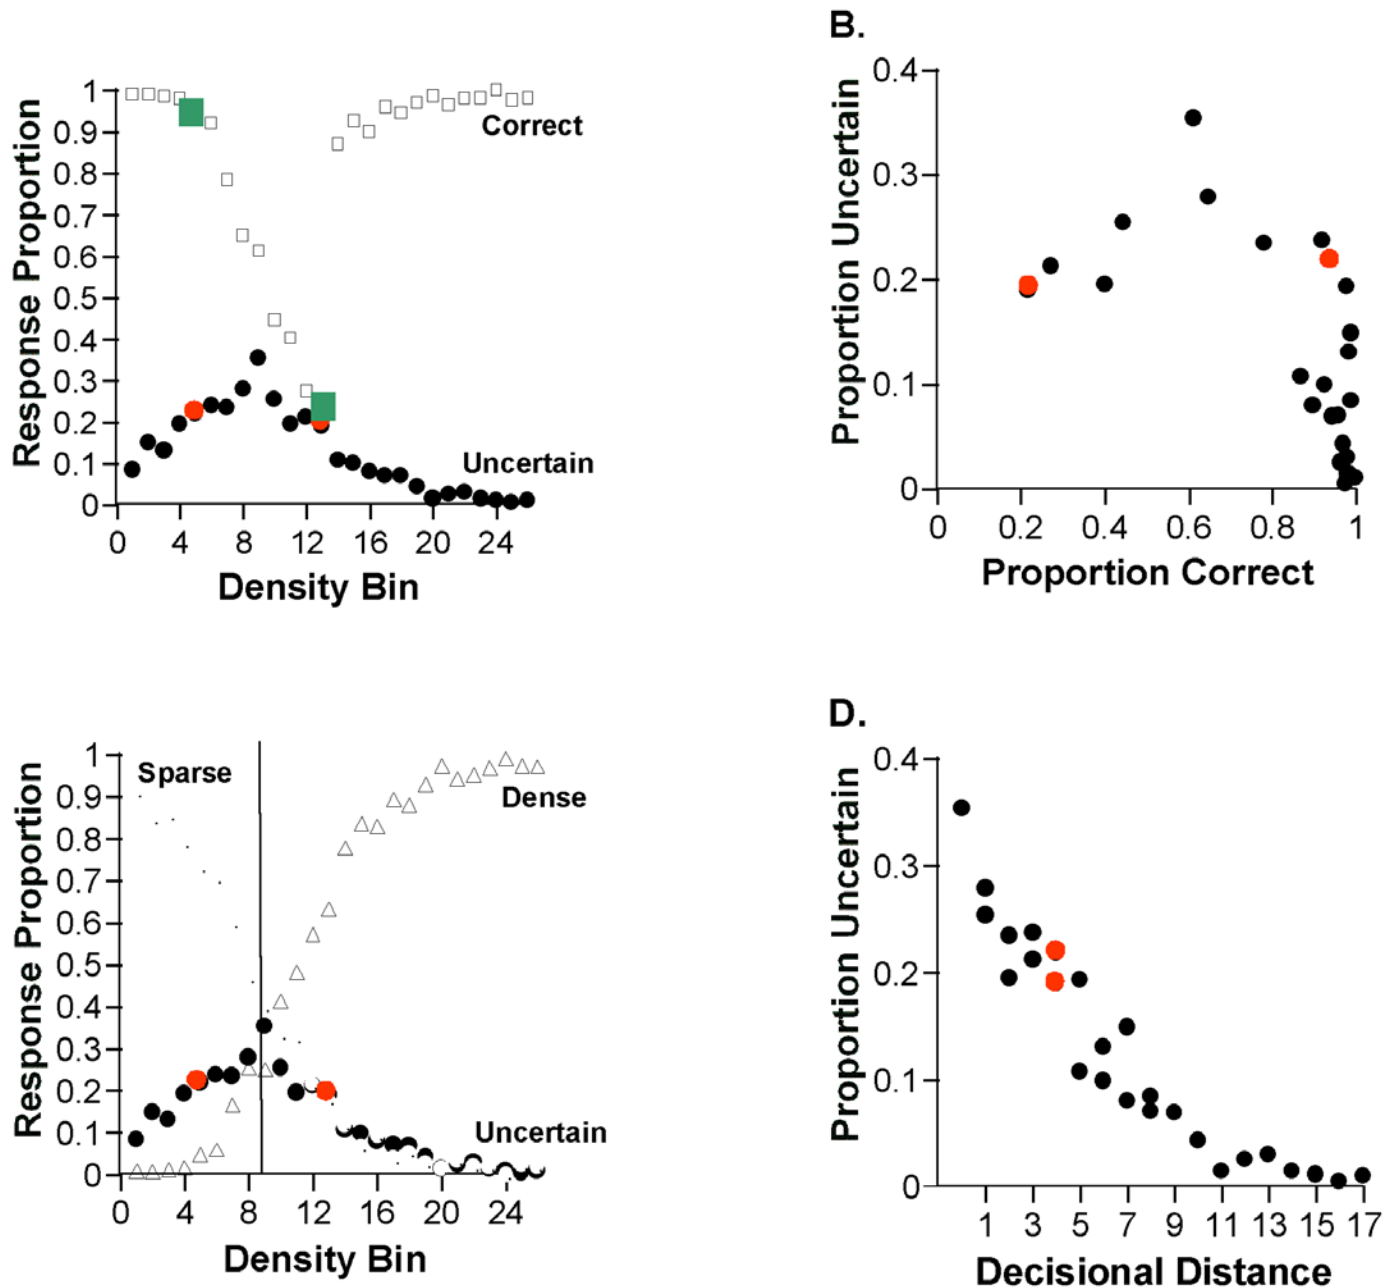 B.
Response Proportion
1
0.9
0.8
0.7
0.6
0.5
0.4
0.3
0.2
0.1
0
Correct
Uncertain
0 4 8 12 16 20 24
Density Bin
Proportion Uncertain
0.4
0.3
0.2
0.1
0
0 0.2 0.4 0.6 0.8 1
Proportion Correct
Response Proportion
1
0.9
0.8
0.7
0.6
0.5
0.4
0.3
0.2
0.1
0
Sparse
Dense
Uncertain
0 4 8 12 16 20 24
Density Bin
D.
Proportion Uncertain
0.4
0.3
0.2
0.1
0
1 3 5 7 9 11 13 15 17
Decisional Distance